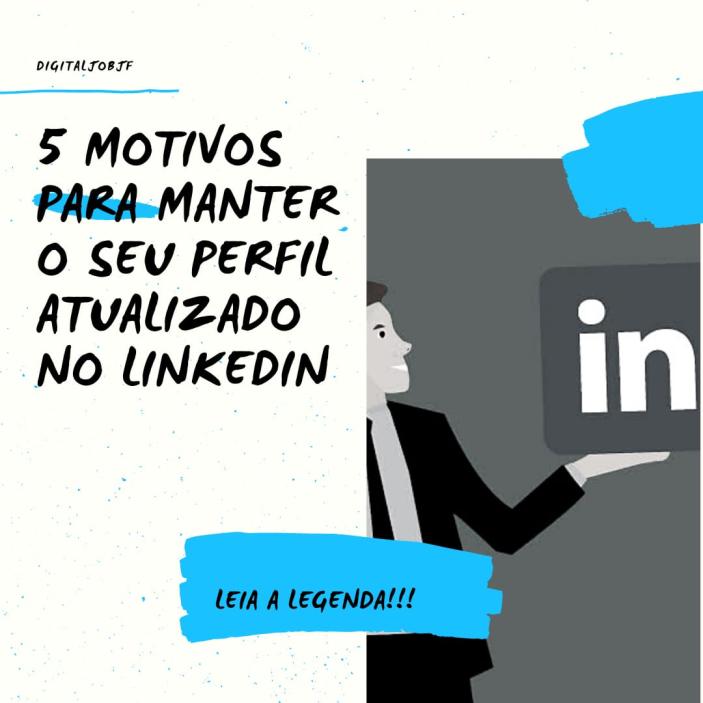 DIGITALJOBJF
5 MOTIVOS
PARA MANTER
O SEU PERFIL
ATUALIZADO
NO LINKEDIN
in
LEIA A LEGENDA!!!